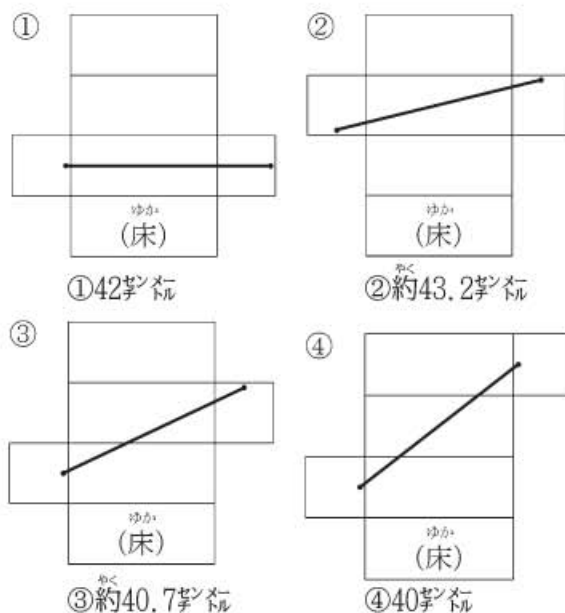 ①
②
ゆか
(床)
ゆか
(床)
①42センチメートル
やく
②約43.2センチメートル
③
④
ゆか
(床)
ゆか
(床)
やく
③約40.7センチメートル
④40センチメートル